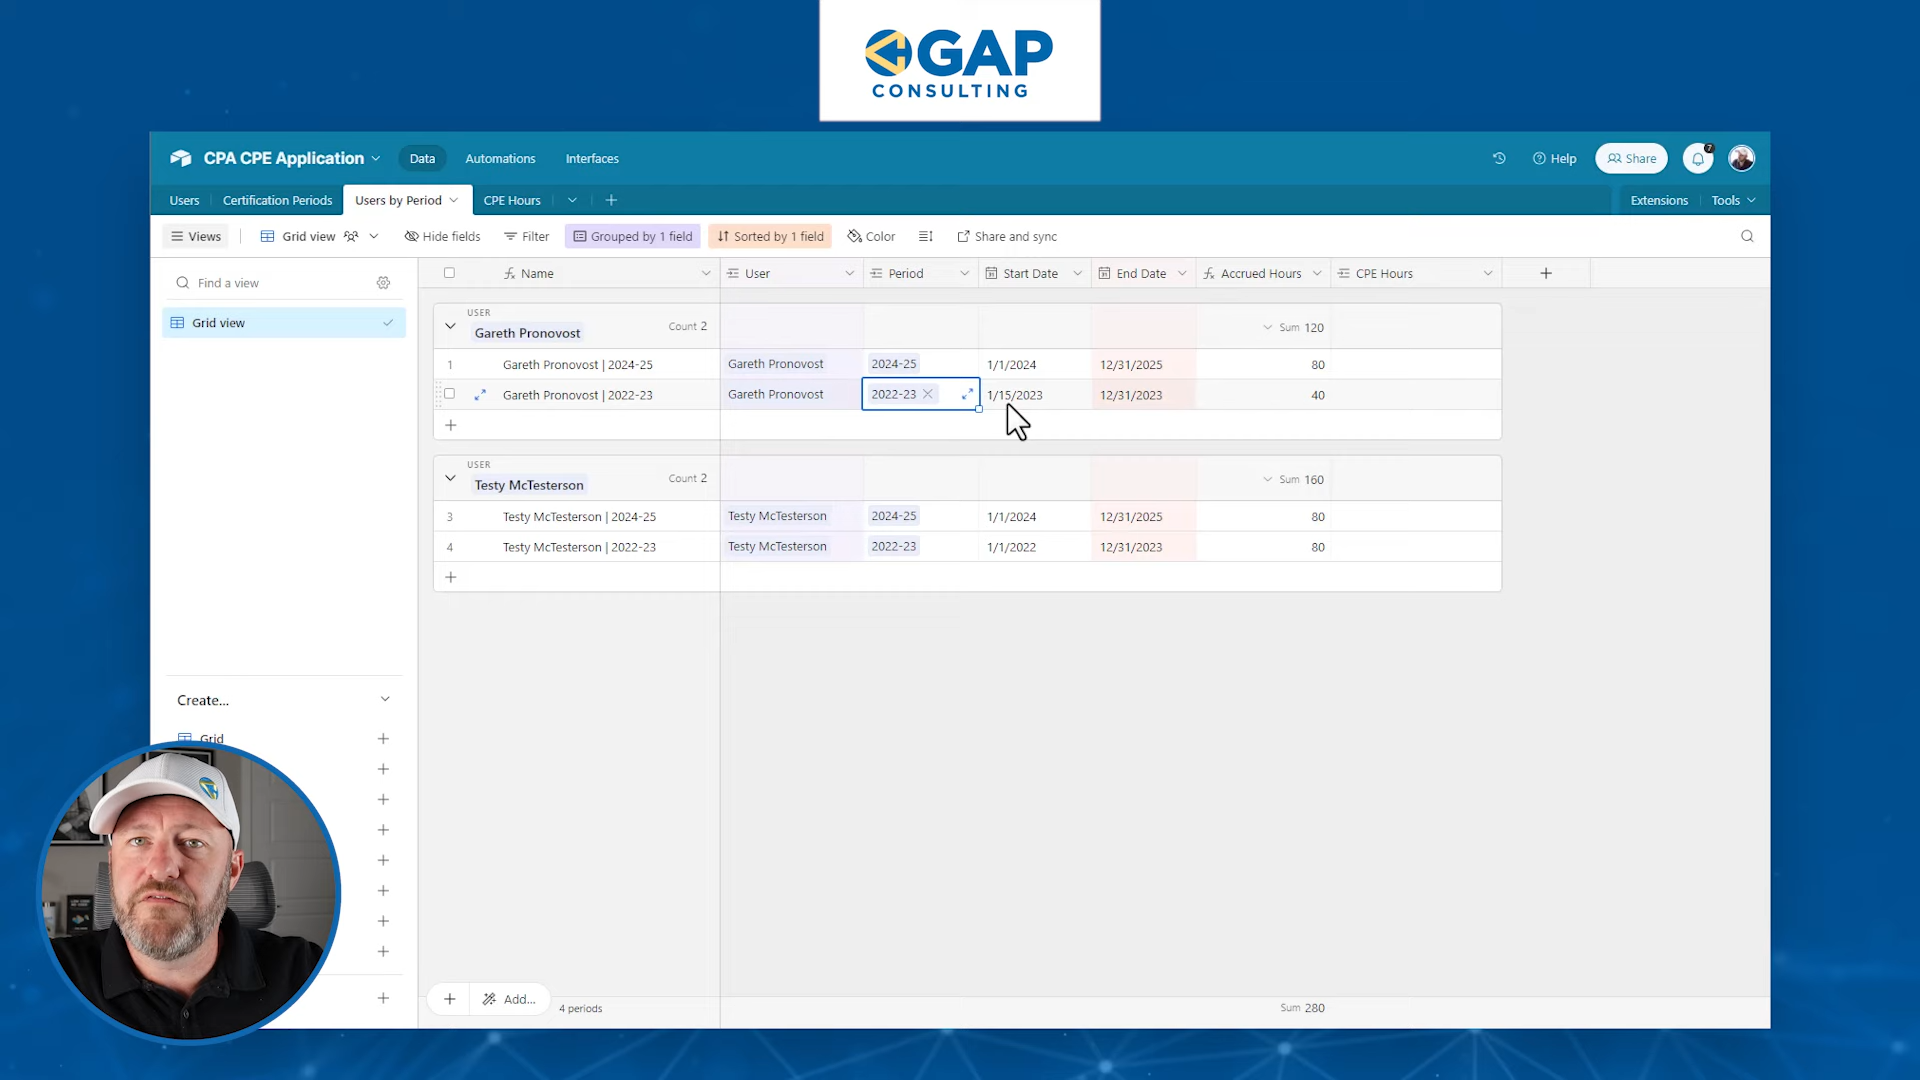 GAP
CONSULTING
CPA CPE Application
Data
Automations
Interfaces
Help
Share
7
Users
Certification Periods
Users by Period
CPE Hours
Extensions
Tools
Views
Grid view
Hide fields
Filter
Grouped by 1 field
Sorted by 1 field
Color
Share and sync
Find a view
Grid view
Name
User
Period
Start Date
End Date
Accrued Hours
CPE Hours
USER
Gareth Pronovost
Count 2
Sum 120
1 Gareth Pronovost | 2024-25 Gareth Pronovost 2024-25 1/1/2024 12/31/2025 80
Gareth Pronovost | 2022-23 Gareth Pronovost 2022-23 1/15/2023 12/31/2023 40
USER
Testy McTesterson
Count 2
Sum 160
3 Testy McTesterson | 2024-25 Testy McTesterson 2024-25 1/1/2024 12/31/2025 80
4 Testy McTesterson | 2022-23 Testy McTesterson 2022-23 1/1/2022 12/31/2023 80
Create...
Grid
Add...
4 periods
Sum 280